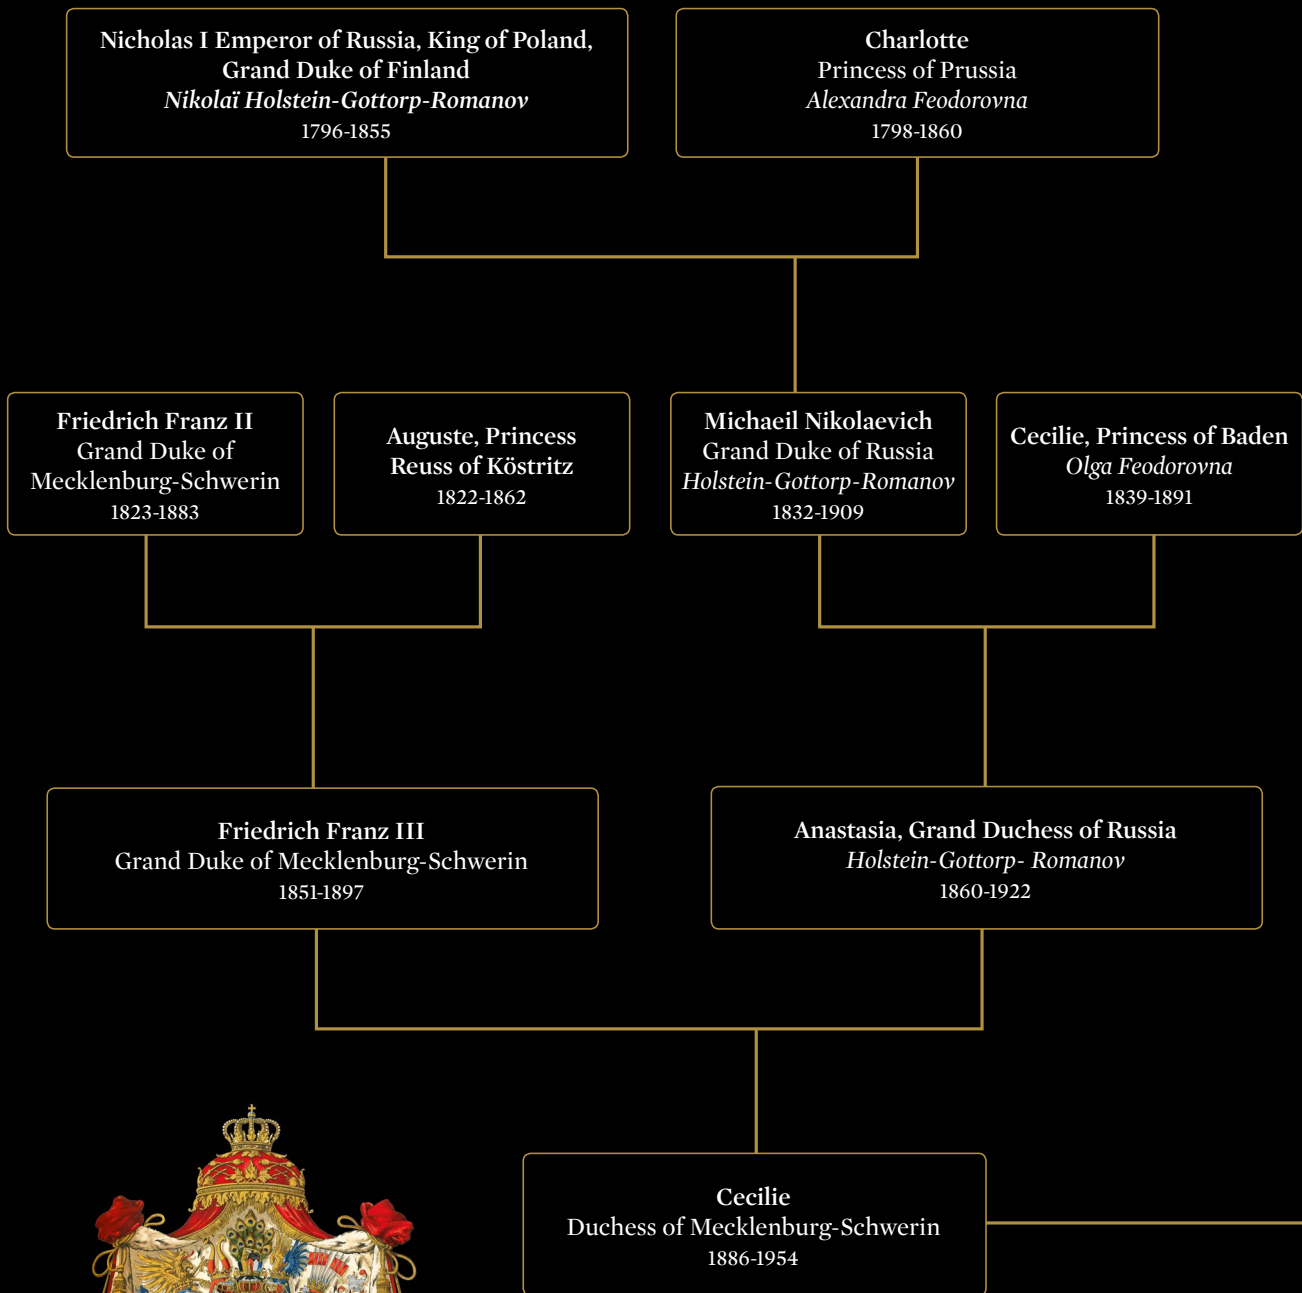 Nicholas I Emperor of Russia, King of Poland,
Grand Duke of Finland
Nikolaï Holstein-Gottorp-Romanov
1796-1855
Charlotte
Princess of Prussia
Alexandra Feodorovna
1798-1860
Friedrich Franz II
Grand Duke of
Mecklenburg-Schwerin
1823-1883
Auguste, Princess
Reuss of Köstritz
1822-1862
Michaeil Nikolaevich
Grand Duke of Russia
Holstein-Gottorp-Romanov
1832-1909
Cecilie, Princess of Baden
Olga Feodorovna
1839-1891
Friedrich Franz III
Grand Duke of Mecklenburg-Schwerin
1851-1897
Anastasia, Grand Duchess of Russia
Holstein-Gottorp- Romanov
1860-1922
Cecilie
Duchess of Mecklenburg-Schwerin
1886-1954